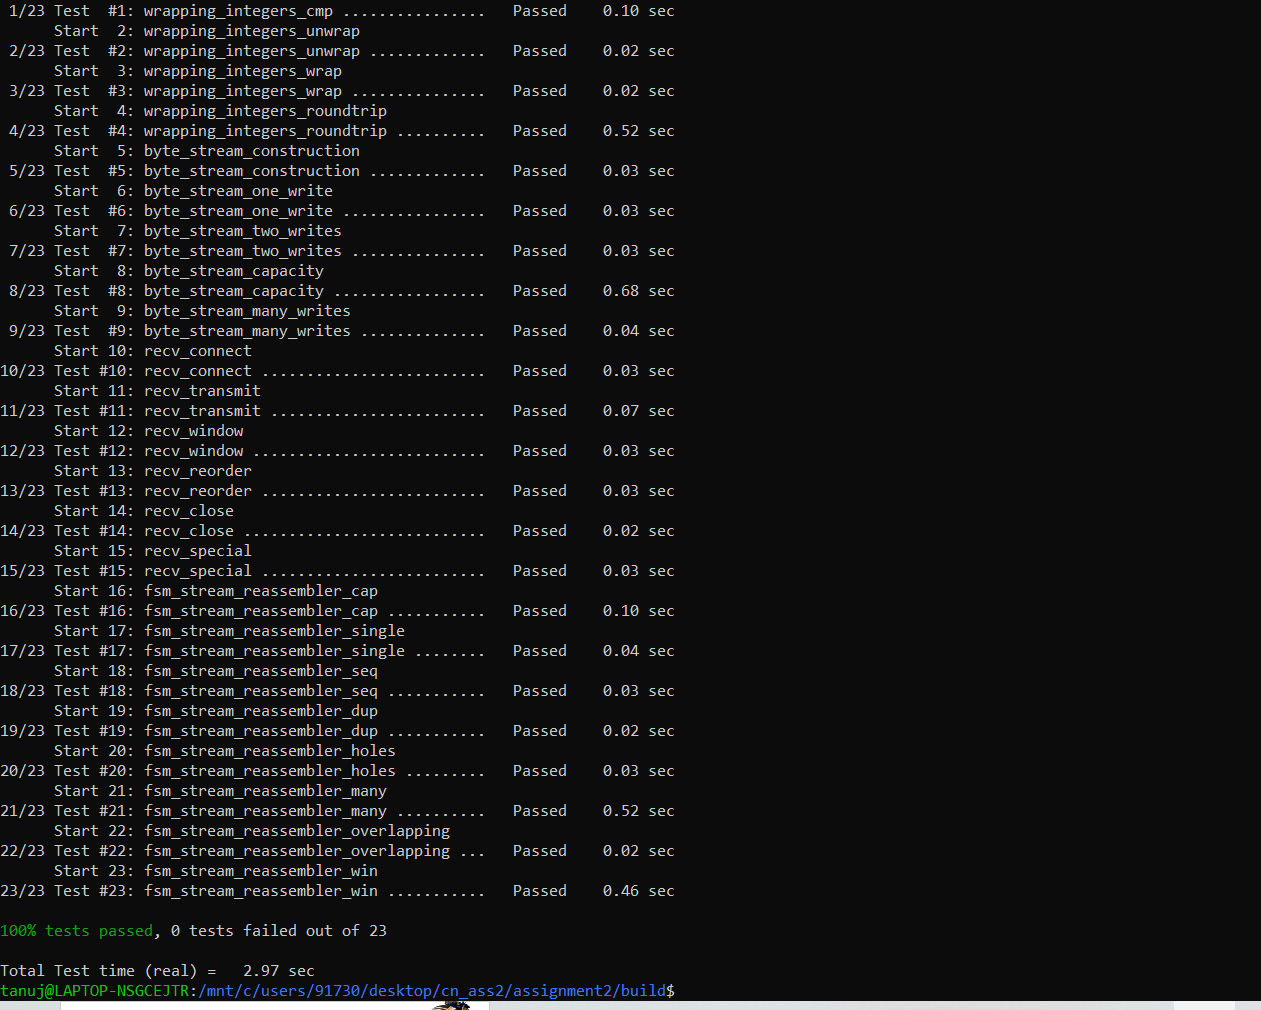 1/23 Test  #1: wrapping_integers_cmp ................   Passed    0.10 sec
      Start  2: wrapping_integers_unwrap
 2/23 Test  #2: wrapping_integers_unwrap .............   Passed    0.02 sec
      Start  3: wrapping_integers_wrap
 3/23 Test  #3: wrapping_integers_wrap ...............   Passed    0.02 sec
      Start  4: wrapping_integers_roundtrip
 4/23 Test  #4: wrapping_integers_roundtrip ..........   Passed    0.52 sec
      Start  5: byte_stream_construction
 5/23 Test  #5: byte_stream_construction .............   Passed    0.03 sec
      Start  6: byte_stream_one_write
 6/23 Test  #6: byte_stream_one_write ................   Passed    0.03 sec
      Start  7: byte_stream_two_writes
 7/23 Test  #7: byte_stream_two_writes ...............   Passed    0.03 sec
      Start  8: byte_stream_capacity
 8/23 Test  #8: byte_stream_capacity .................   Passed    0.68 sec
      Start  9: byte_stream_many_writes
 9/23 Test  #9: byte_stream_many_writes ..............   Passed    0.04 sec
      Start 10: recv_connect
10/23 Test #10: recv_connect .........................   Passed    0.03 sec
      Start 11: recv_transmit
11/23 Test #11: recv_transmit ........................   Passed    0.07 sec
      Start 12: recv_window
12/23 Test #12: recv_window ..........................   Passed    0.03 sec
      Start 13: recv_reorder
13/23 Test #13: recv_reorder .........................   Passed    0.03 sec
      Start 14: recv_close
14/23 Test #14: recv_close ...........................   Passed    0.02 sec
      Start 15: recv_special
15/23 Test #15: recv_special .........................   Passed    0.03 sec
      Start 16: fsm_stream_reassembler_cap
16/23 Test #16: fsm_stream_reassembler_cap ...........   Passed    0.10 sec
      Start 17: fsm_stream_reassembler_single
17/23 Test #17: fsm_stream_reassembler_single ........   Passed    0.04 sec
      Start 18: fsm_stream_reassembler_seq
18/23 Test #18: fsm_stream_reassembler_seq ...........   Passed    0.03 sec
      Start 19: fsm_stream_reassembler_dup
19/23 Test #19: fsm_stream_reassembler_dup ...........   Passed    0.02 sec
      Start 20: fsm_stream_reassembler_holes
20/23 Test #20: fsm_stream_reassembler_holes .........   Passed    0.03 sec
      Start 21: fsm_stream_reassembler_many
21/23 Test #21: fsm_stream_reassembler_many ..........   Passed    0.52 sec
      Start 22: fsm_stream_reassembler_overlapping
22/23 Test #22: fsm_stream_reassembler_overlapping ...   Passed    0.02 sec
      Start 23: fsm_stream_reassembler_win
23/23 Test #23: fsm_stream_reassembler_win ...........   Passed    0.46 sec
100% tests passed, 0 tests failed out of 23
Total Test time (real) =   2.97 sec
tanuj@LAPTOP-NSGCEJTR:/mnt/c/users/91730/desktop/cn_ass2/assignment2/build$